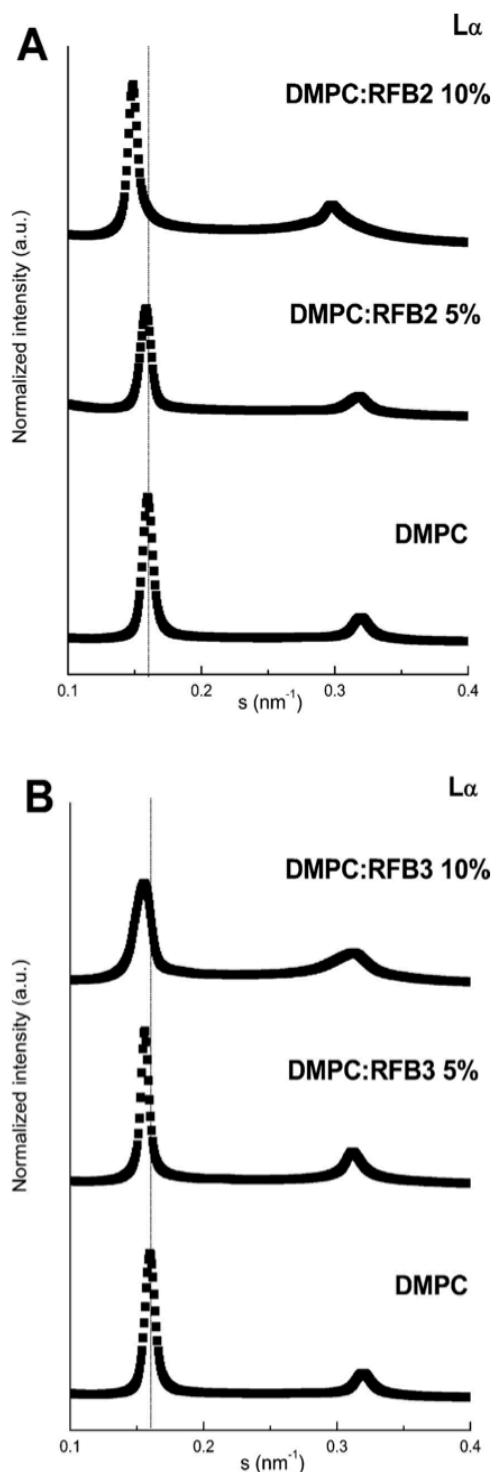 A
Lα
DMPC:RFB2 10%
DMPC:RFB2 5%
DMPC
Normalized intensity (a.u.)
0.1 0.2 0.3 0.4
s (nm⁻¹)
B
Lα
DMPC:RFB3 10%
DMPC:RFB3 5%
DMPC
Normalized intensity (a.u.)
0.1 0.2 0.3 0.4
s (nm⁻¹)